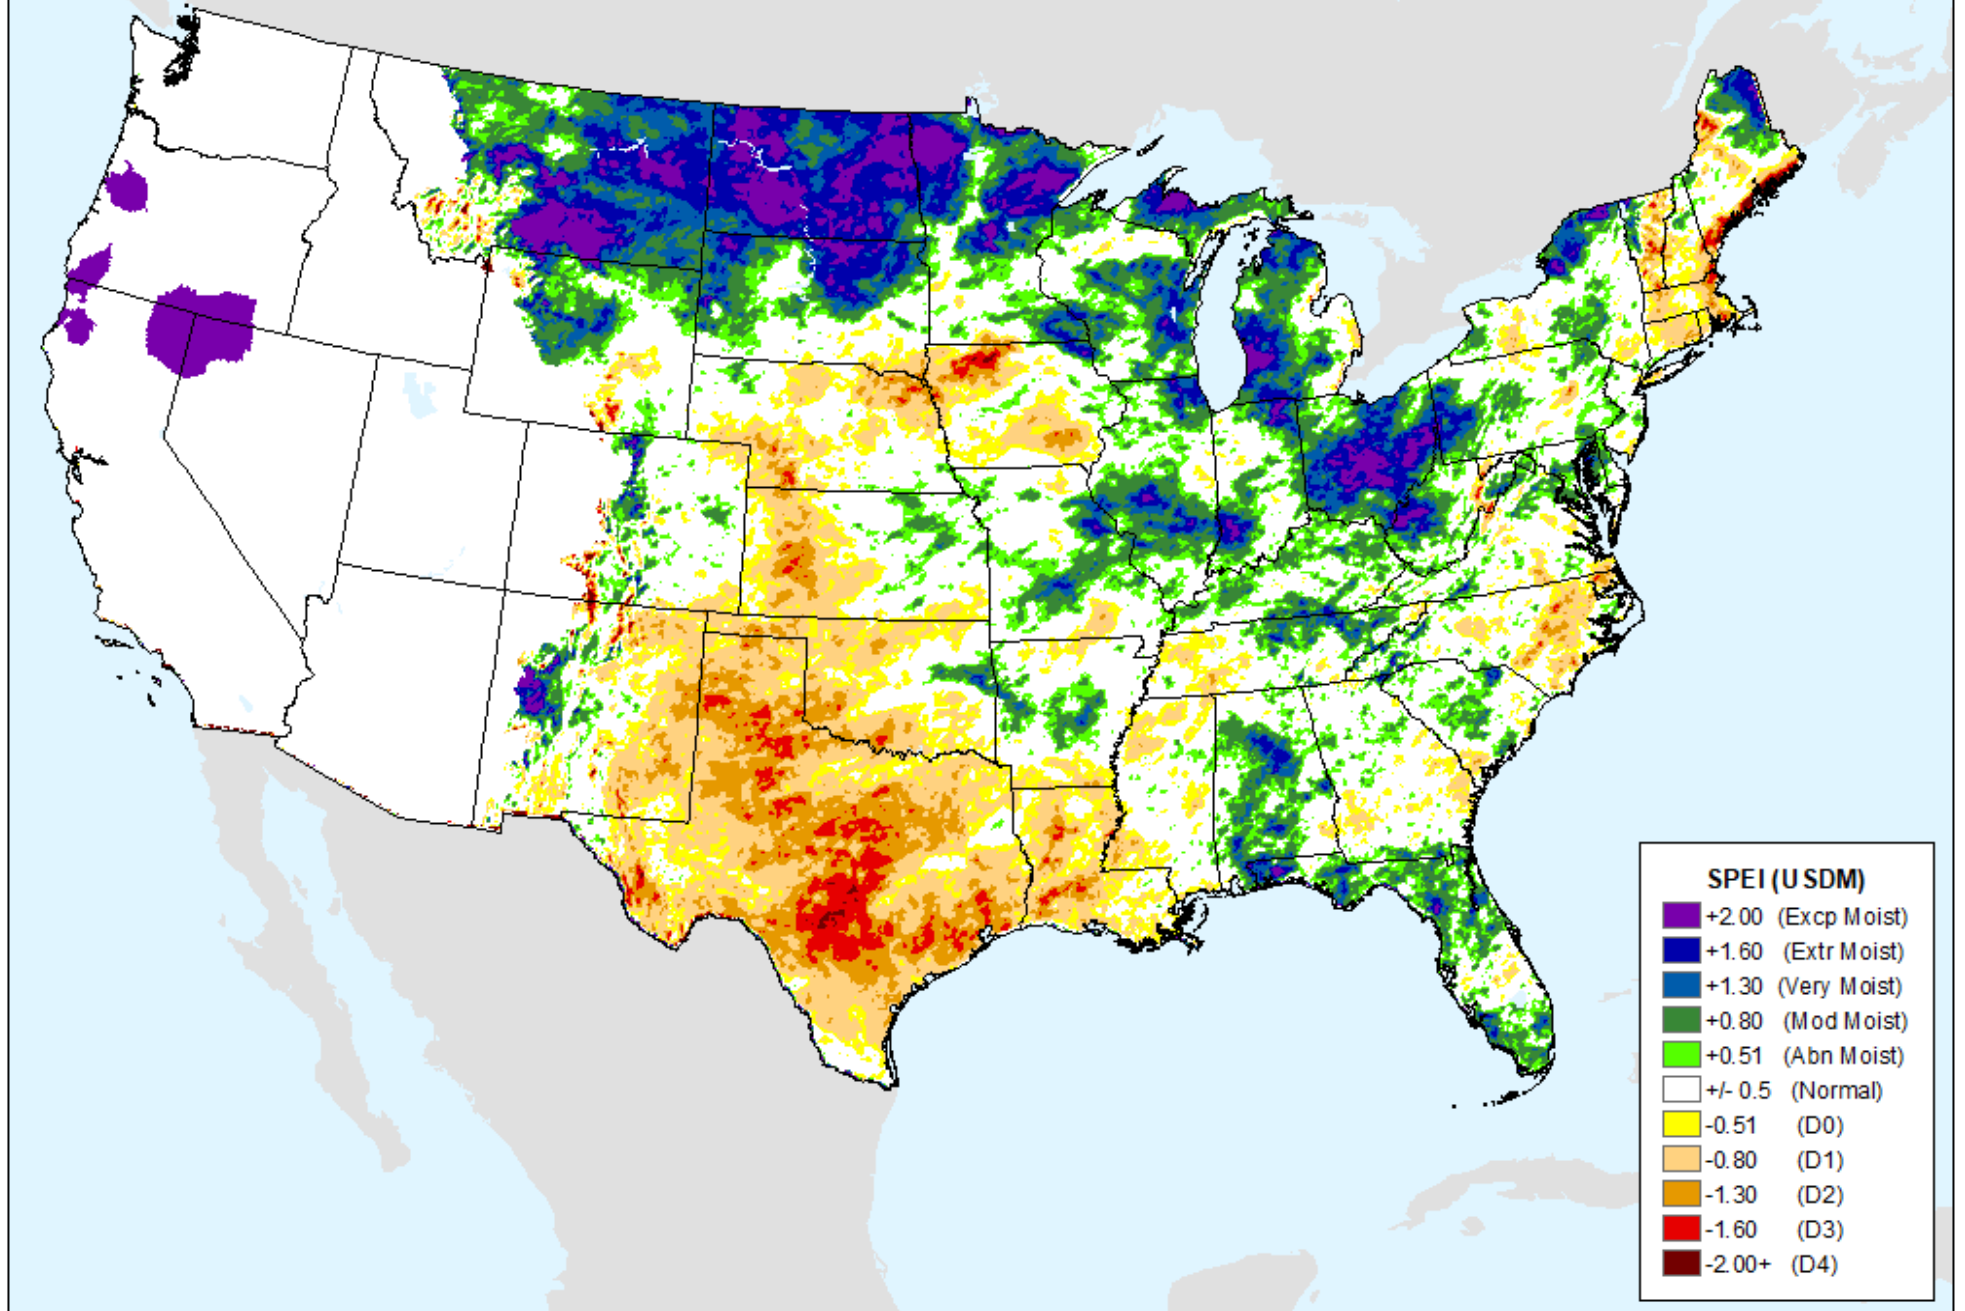 SPEI (USDM)
+2.00 (Excp Moist)
+1.60 (Extr Moist)
+1.30 (Very Moist)
+0.80 (Mod Moist)
+0.51 (Abn Moist)
+/- 0.5 (Normal)
-0.51 (D0)
-0.80 (D1)
-1.30 (D2)
-1.60 (D3)
-2.00+ (D4)